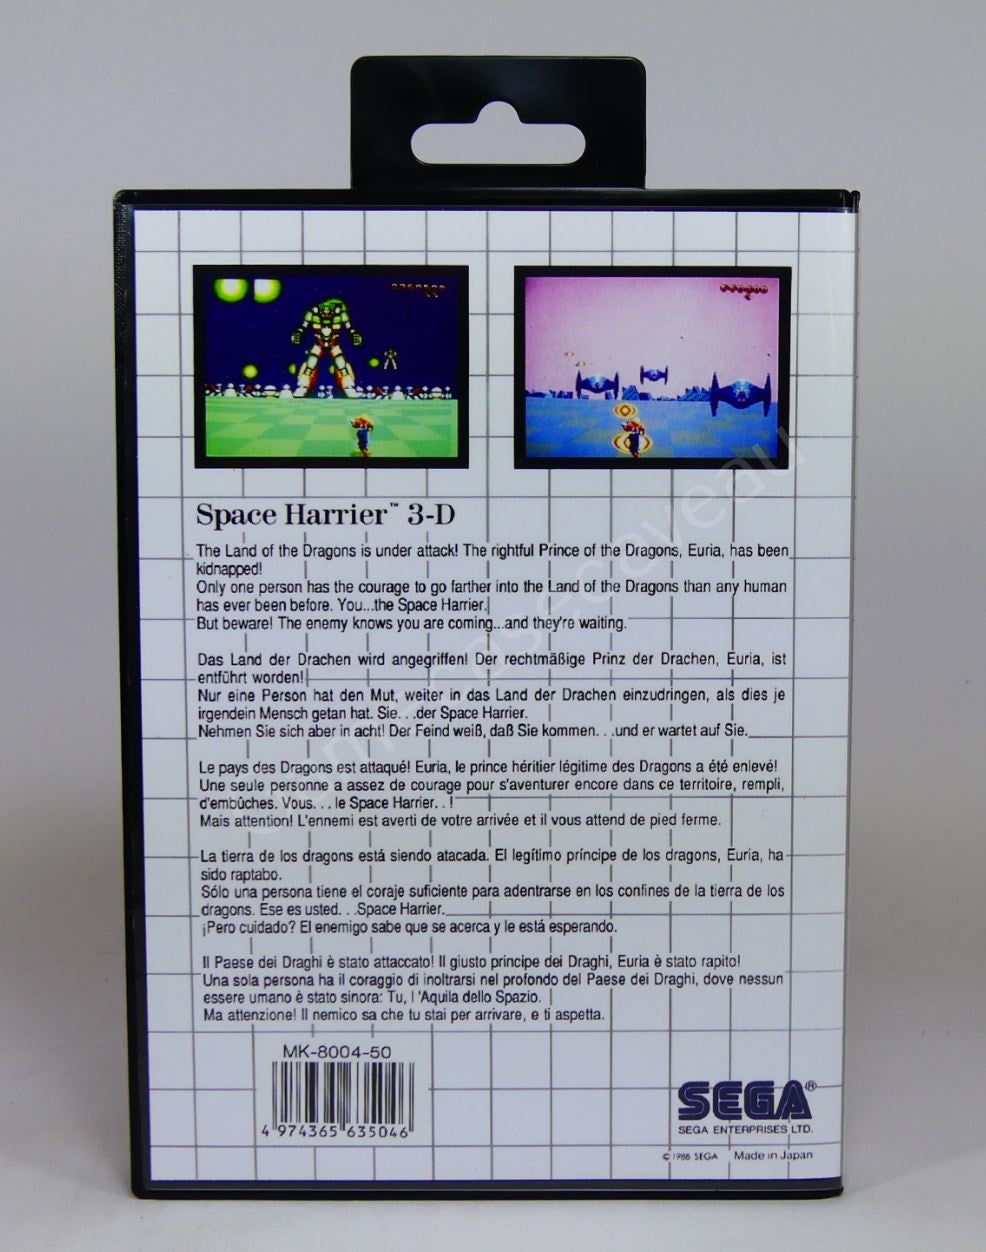 Space Harrier™ 3-D
The Land of the Dragons is under attack! The rightful Prince of the Dragons, Euria, has been
kidnapped!
Only one person has the courage to go farther into the Land of the Dragons than any human
has ever been before. You...the Space Harrier.
But beware! The enemy knows you are coming...and they're waiting.
Das Land der Drachen wird angegriffen! Der rechtmäßige Prinz der Drachen, Euria, ist
entführt worden!
Nur eine Person hat den Mut, weiter in das Land der Drachen einzudringen, als dies je
irgendein Mensch getan hat. Sie. . .der Space Harrier.
Nehmen Sie sich aber in acht! Der Feind weiß, daß Sie kommen. . .und er wartet auf Sie.
Le pays des Dragons est attaqué! Euria, le prince héritier légitime des Dragons a été enlevé!
Une seule personne a assez de courage pour s'aventurer encore dans ce territoire, rempli,
d'embûches. Vous. . . le Space Harrier. . !
Mais attention! L'ennemi est averti de votre arrivée et il vous attend de pied ferme.
La tierra de los dragons está siendo atacada. El legítimo príncipe de los dragons, Euria, ha
sido raptabo.
Sólo una persona tiene el coraje suficiente para adentrarse en los confines de la tierra de los
dragons. Ese es usted. . .Space Harrier.
¡Pero cuidado? El enemigo sabe que se acerca y le está esperando.
Il Paese dei Draghi è stato attaccato! Il giusto principe dei Draghi, Euria è stato rapito!
Una sola persona ha il coraggio di inoltrarsi nel profondo del Paese dei Draghi, dove nessun
essere umano è stato sinora: Tu, l 'Aquila dello Spazio.
Ma attenzione! Il nemico sa che tu stai per arrivare, e ti aspetta.
MK-8004-50
4 974365 635046
SEGA®
SEGA ENTERPRISES LTD.
© 1988 SEGA Made in Japan